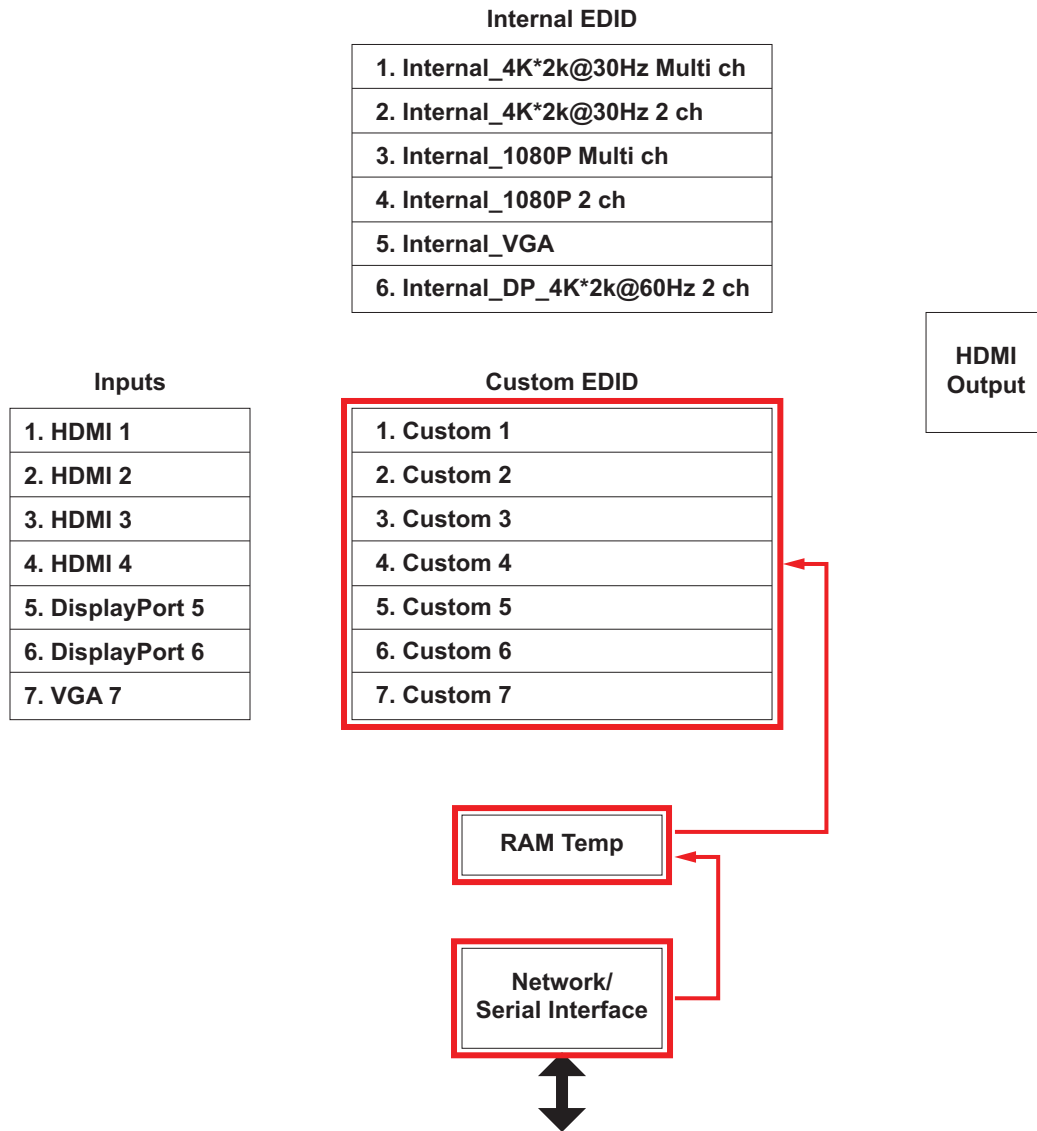 Internal EDID
1. Internal_4K*2k@30Hz Multi ch
2. Internal_4K*2k@30Hz 2 ch
3. Internal_1080P Multi ch
4. Internal_1080P 2 ch
5. Internal_VGA
6. Internal_DP_4K*2k@60Hz 2 ch
HDMI
Output
Inputs
1. HDMI 1
2. HDMI 2
3. HDMI 3
4. HDMI 4
5. DisplayPort 5
6. DisplayPort 6
7. VGA 7
Custom EDID
1. Custom 1
2. Custom 2
3. Custom 3
4. Custom 4
5. Custom 5
6. Custom 6
7. Custom 7
RAM Temp
Network/
Serial Interface